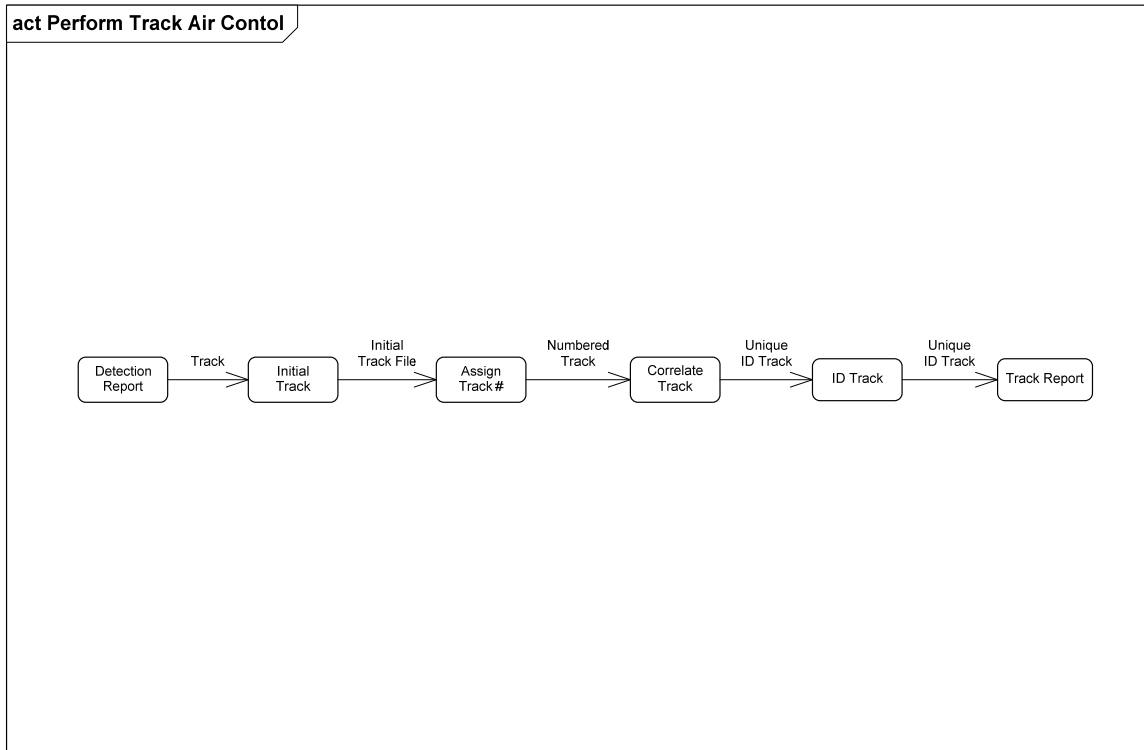 act Perform Track Air Contol
Detection
Report
Track
Initial
Track
Initial
Track File
Assign
Track#
Numbered
Track
Correlate
Track
Unique
ID Track
ID Track
Unique
ID Track
Track Report